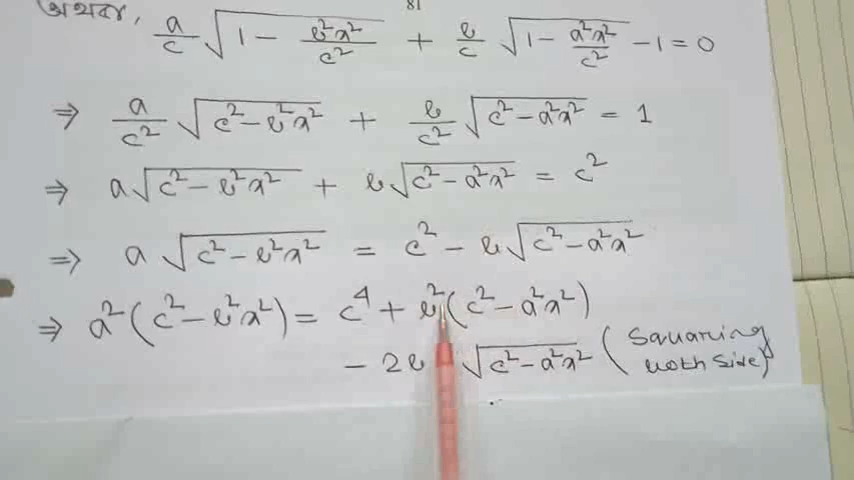 81
অথবা, a/c √(1 - b²x²/c²) + b/c √(1 - a²x²/c²) - 1 = 0
⇒ a/c² √(c² - b²x²) + b/c² √(c² - a²x²) = 1
⇒ a√(c² - b²x²) + b√(c² - a²x²) = c²
⇒ a √(c² - b²x²) = c² - b√(c² - a²x²)
⇒ a²(c² - b²x²) = c⁴ + b²(c² - a²x²)
- 2b √(c² - a²x²) (Squaring
both side)